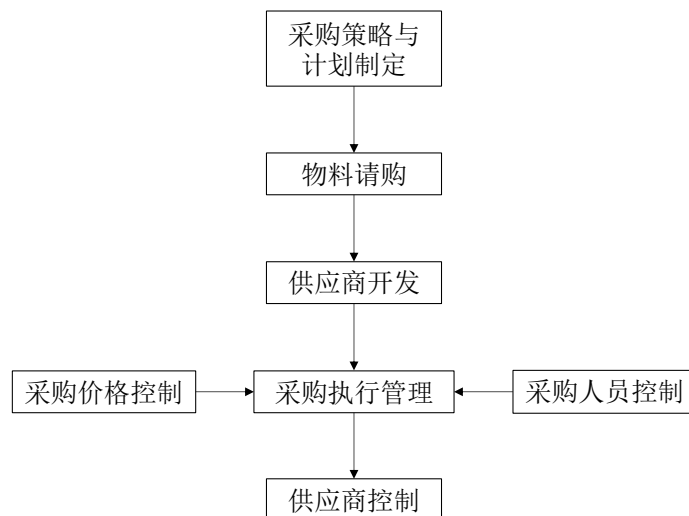 采购策略与
计划制定
物料请购
供应商开发
采购价格控制
采购执行管理
采购人员控制
供应商控制